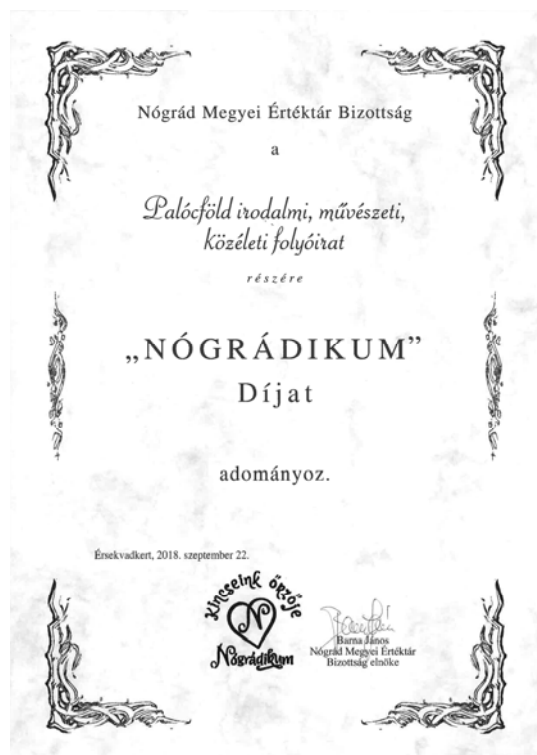 Nógrád Megyei Értéktár Bizottság
a
Palócföld irodalmi, művészeti,
közéleti folyóirat
részére
„NÓGRÁDIKUM”
Díjat
adományoz.
Érsekvadkert, 2018. szeptember 22.
Kincseink őrzője
N
Nógrádikum
Barna János
Nógrád Megyei Értéktár
Bizottság elnöke